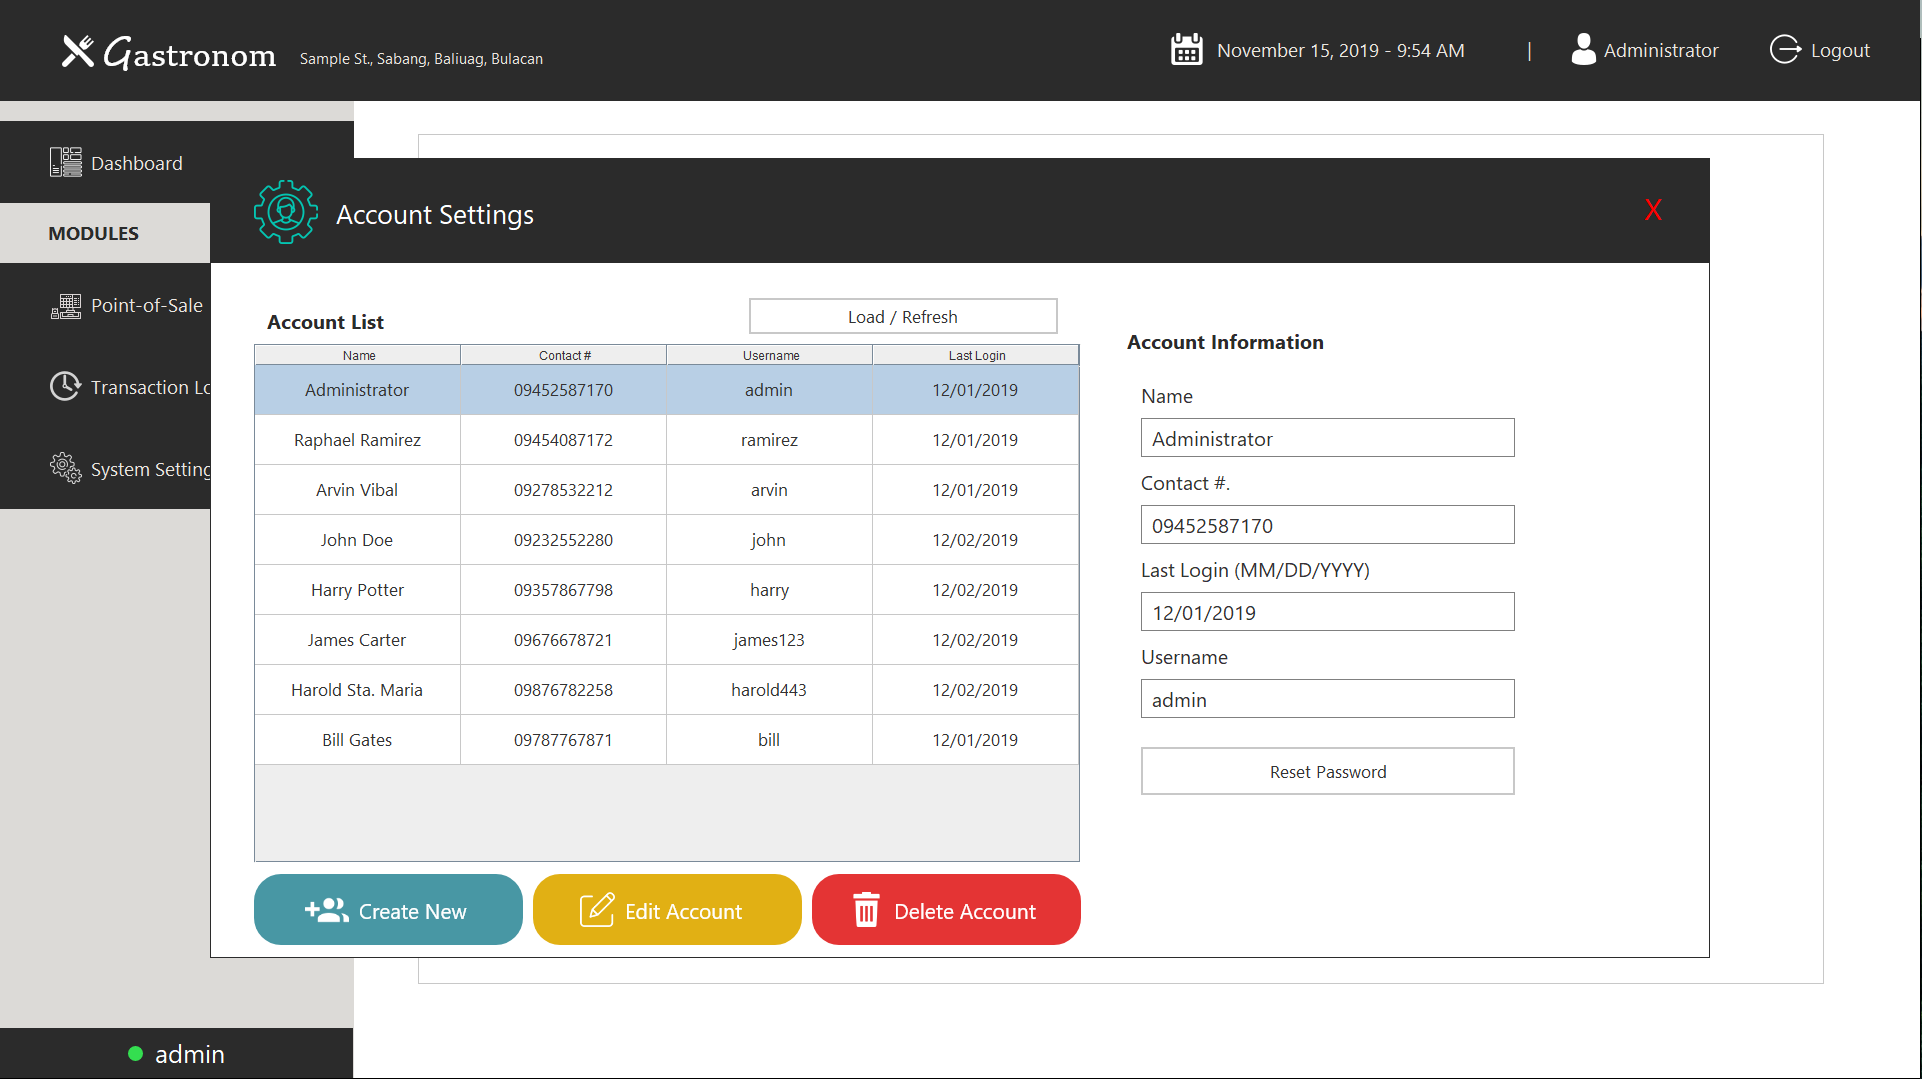 Gastronom
Sample St., Sabang, Baliuag, Bulacan
November 15, 2019 - 9:54 AM
|
Administrator
Logout
Dashboard
MODULES
Point-of-Sale
Transaction Lo
System Setting
Account Settings
X
Account List
Load / Refresh
Name Contact # Username Last Login
Administrator 09452587170 admin 12/01/2019
Raphael Ramirez 09454087172 ramirez 12/01/2019
Arvin Vibal 09278532212 arvin 12/01/2019
John Doe 09232552280 john 12/02/2019
Harry Potter 09357867798 harry 12/02/2019
James Carter 09676678721 james123 12/02/2019
Harold Sta. Maria 09876782258 harold443 12/02/2019
Bill Gates 09787767871 bill 12/01/2019
Create New
Edit Account
Delete Account
Account Information
Name
Administrator
Contact #.
09452587170
Last Login (MM/DD/YYYY)
12/01/2019
Username
admin
Reset Password
admin